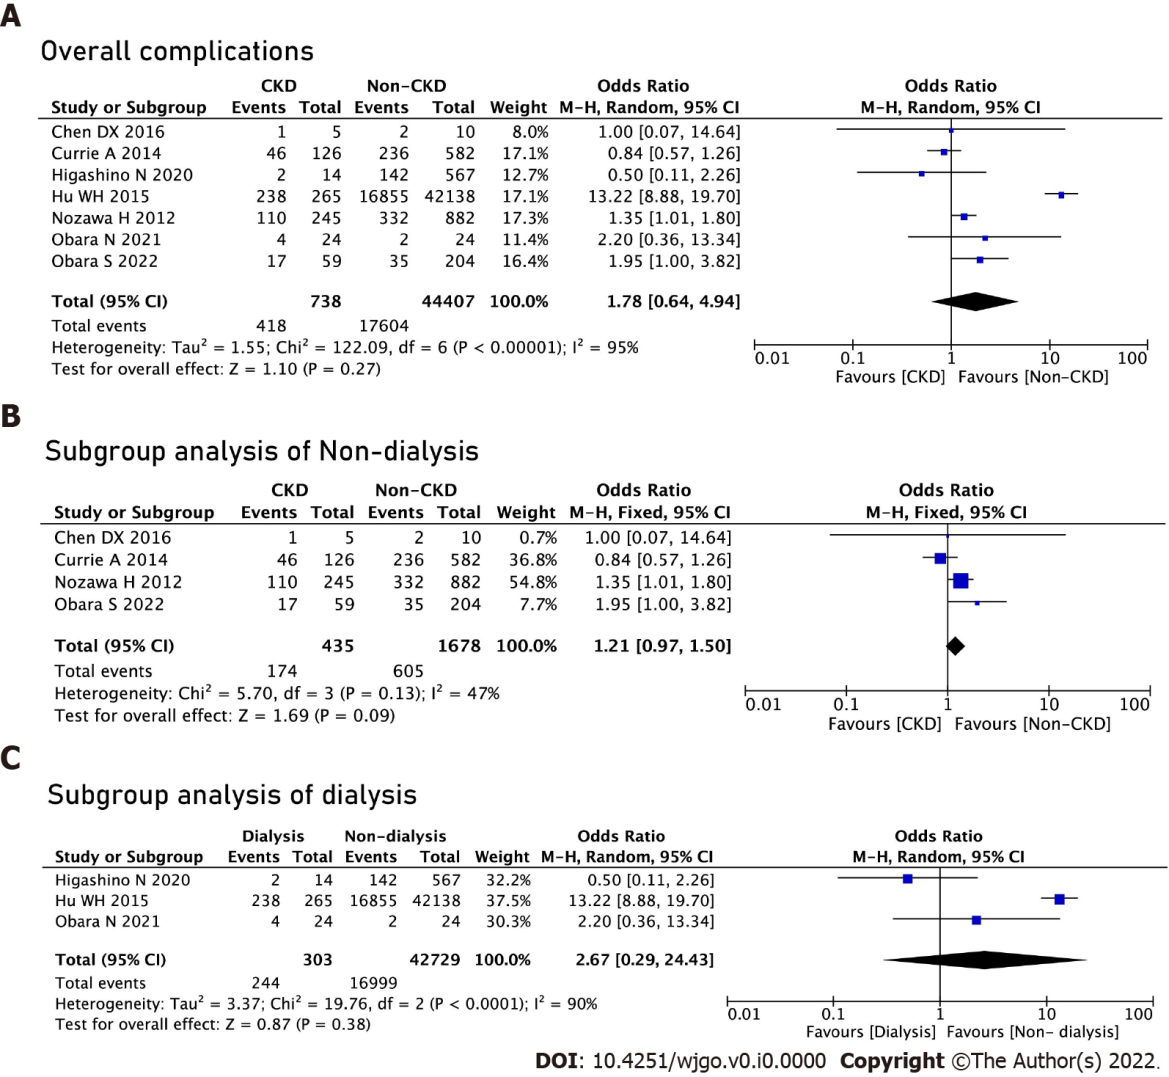 A
Overall complications
CKD Non-CKD Odds Ratio Odds Ratio
Study or Subgroup Events Total Events Total Weight M-H, Random, 95% CI M-H, Random, 95% CI
Chen DX 2016 1 5 2 10 8.0% 1.00 [0.07, 14.64]
Currie A 2014 46 126 236 582 17.1% 0.84 [0.57, 1.26]
Higashino N 2020 2 14 142 567 12.7% 0.50 [0.11, 2.26]
Hu WH 2015 238 265 16855 42138 17.1% 13.22 [8.88, 19.70]
Nozawa H 2012 110 245 332 882 17.3% 1.35 [1.01, 1.80]
Obara N 2021 4 24 2 24 11.4% 2.20 [0.36, 13.34]
Obara S 2022 17 59 35 204 16.4% 1.95 [1.00, 3.82]
Total (95% CI) 738 44407 100.0% 1.78 [0.64, 4.94]
Total events 418 17604
Heterogeneity: Tau² = 1.55; Chi² = 122.09, df = 6 (P < 0.00001); I² = 95%
Test for overall effect: Z = 1.10 (P = 0.27)
0.01 0.1 1 10 100
Favours [CKD] Favours [Non-CKD]
B
Subgroup analysis of Non-dialysis
CKD Non-CKD Odds Ratio Odds Ratio
Study or Subgroup Events Total Events Total Weight M-H, Fixed, 95% CI M-H, Fixed, 95% CI
Chen DX 2016 1 5 2 10 0.7% 1.00 [0.07, 14.64]
Currie A 2014 46 126 236 582 36.8% 0.84 [0.57, 1.26]
Nozawa H 2012 110 245 332 882 54.8% 1.35 [1.01, 1.80]
Obara S 2022 17 59 35 204 7.7% 1.95 [1.00, 3.82]
Total (95% CI) 435 1678 100.0% 1.21 [0.97, 1.50]
Total events 174 605
Heterogeneity: Chi² = 5.70, df = 3 (P = 0.13); I² = 47%
Test for overall effect: Z = 1.69 (P = 0.09)
0.01 0.1 1 10 100
Favours [CKD] Favours [Non-CKD]
C
Subgroup analysis of dialysis
Dialysis Non-dialysis Odds Ratio Odds Ratio
Study or Subgroup Events Total Events Total Weight M-H, Random, 95% CI M-H, Random, 95% CI
Higashino N 2020 2 14 142 567 32.2% 0.50 [0.11, 2.26]
Hu WH 2015 238 265 16855 42138 37.5% 13.22 [8.88, 19.70]
Obara N 2021 4 24 2 24 30.3% 2.20 [0.36, 13.34]
Total (95% CI) 303 42729 100.0% 2.67 [0.29, 24.43]
Total events 244 16999
Heterogeneity: Tau² = 3.37; Chi² = 19.76, df = 2 (P < 0.0001); I² = 90%
Test for overall effect: Z = 0.87 (P = 0.38)
0.01 0.1 1 10 100
Favours [Dialysis] Favours [Non- dialysis]
DOI: 10.4251/wjgo.v0.i0.0000 Copyright ©The Author(s) 2022.